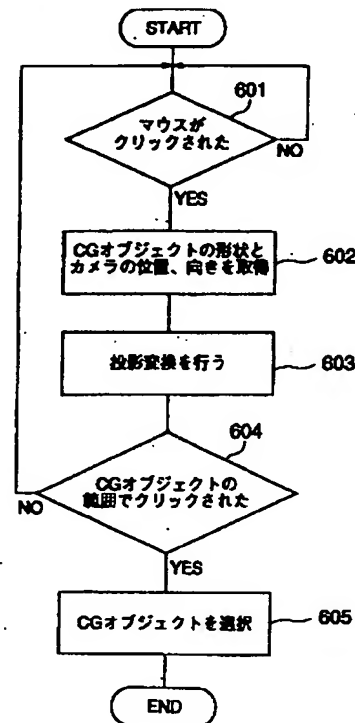 START
601
マウスが
クリックされた
NO
YES
CGオブジェクトの形状と
カメラの位置、向きを取得
602
投影変換を行う
603
604
CGオブジェクトの
範囲でクリックされた
NO
YES
CGオブジェクトを選択
605
END